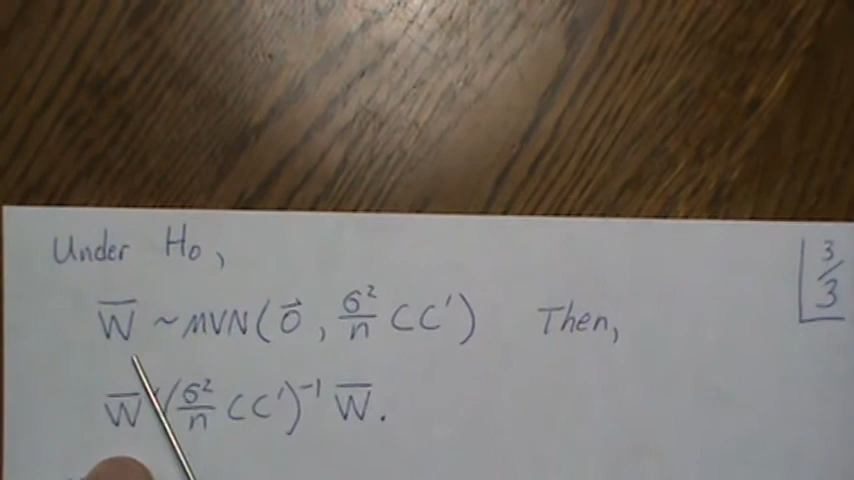 Under H₀,
3/3
W̅ ~ MVN(0⃗, σ²/n CC′) Then,
W̅′(σ²/n CC′)⁻¹ W̅.